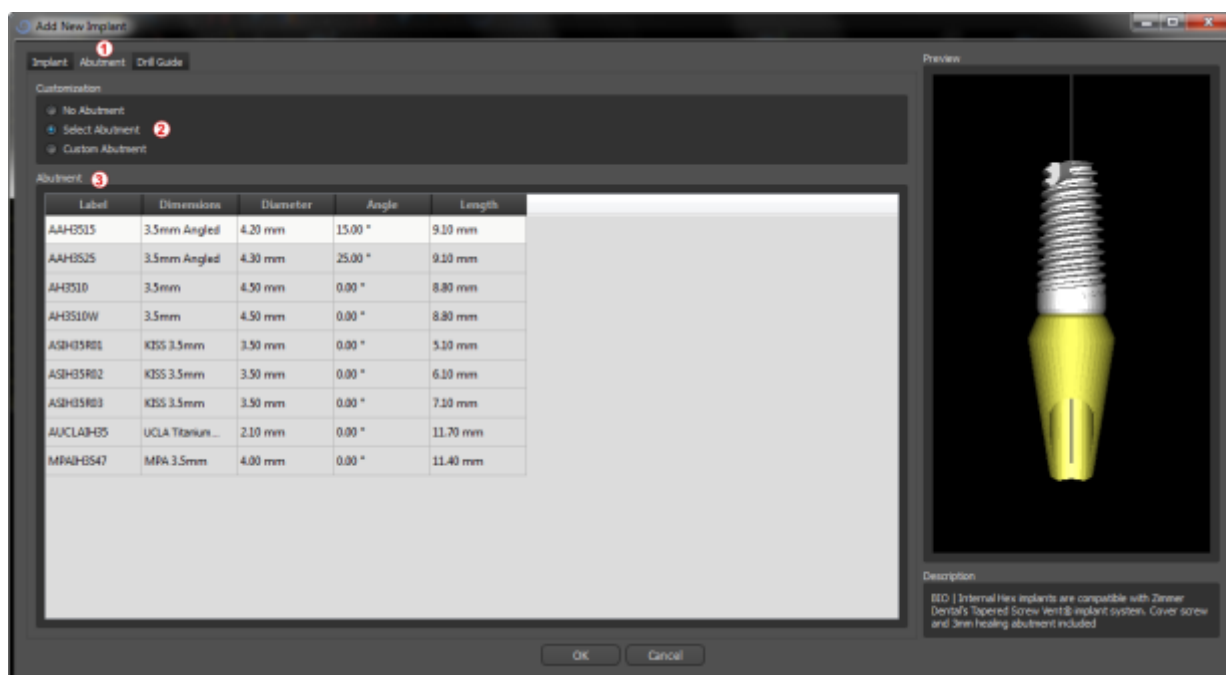 Add New Implant
1
Implant Abutment Drill Guide
Customization
No Abutment
Select Abutment 2
Custom Abutment
Abutment 3
Label Dimensions Diameter Angle Length
AAH3515 3.5mm Angled 4.20 mm 15.00 ° 9.10 mm
AAH3525 3.5mm Angled 4.30 mm 25.00 ° 9.10 mm
AH3510 3.5mm 4.50 mm 0.00 ° 8.80 mm
AH3510W 3.5mm 4.50 mm 0.00 ° 8.80 mm
ASIH35R01 KISS 3.5mm 3.50 mm 0.00 ° 5.10 mm
ASIH35R02 KISS 3.5mm 3.50 mm 0.00 ° 6.10 mm
ASIH35R03 KISS 3.5mm 3.50 mm 0.00 ° 7.10 mm
AUCLAIH35 UCLA Titanium... 2.10 mm 0.00 ° 11.70 mm
MPAIH3547 MPA 3.5mm 4.00 mm 0.00 ° 11.40 mm
Preview
Description
BIO | Internal Hex implants are compatible with Zimmer
Dental's Tapered Screw Vent® implant system. Cover screw
and 3mm healing abutment included
OK Cancel